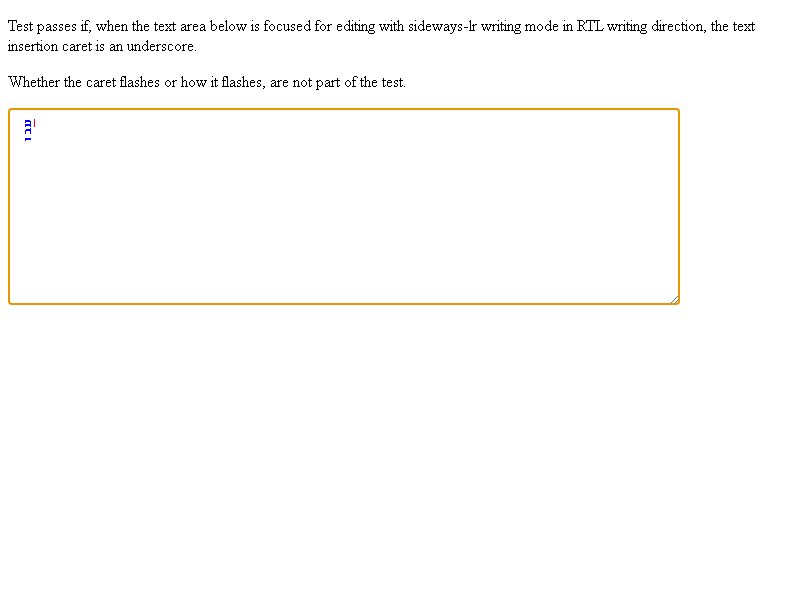 Test passes if, when the text area below is focused for editing with sideways-lr writing mode in RTL writing direction, the text
insertion caret is an underscore.
Whether the caret flashes or how it flashes, are not part of the test.